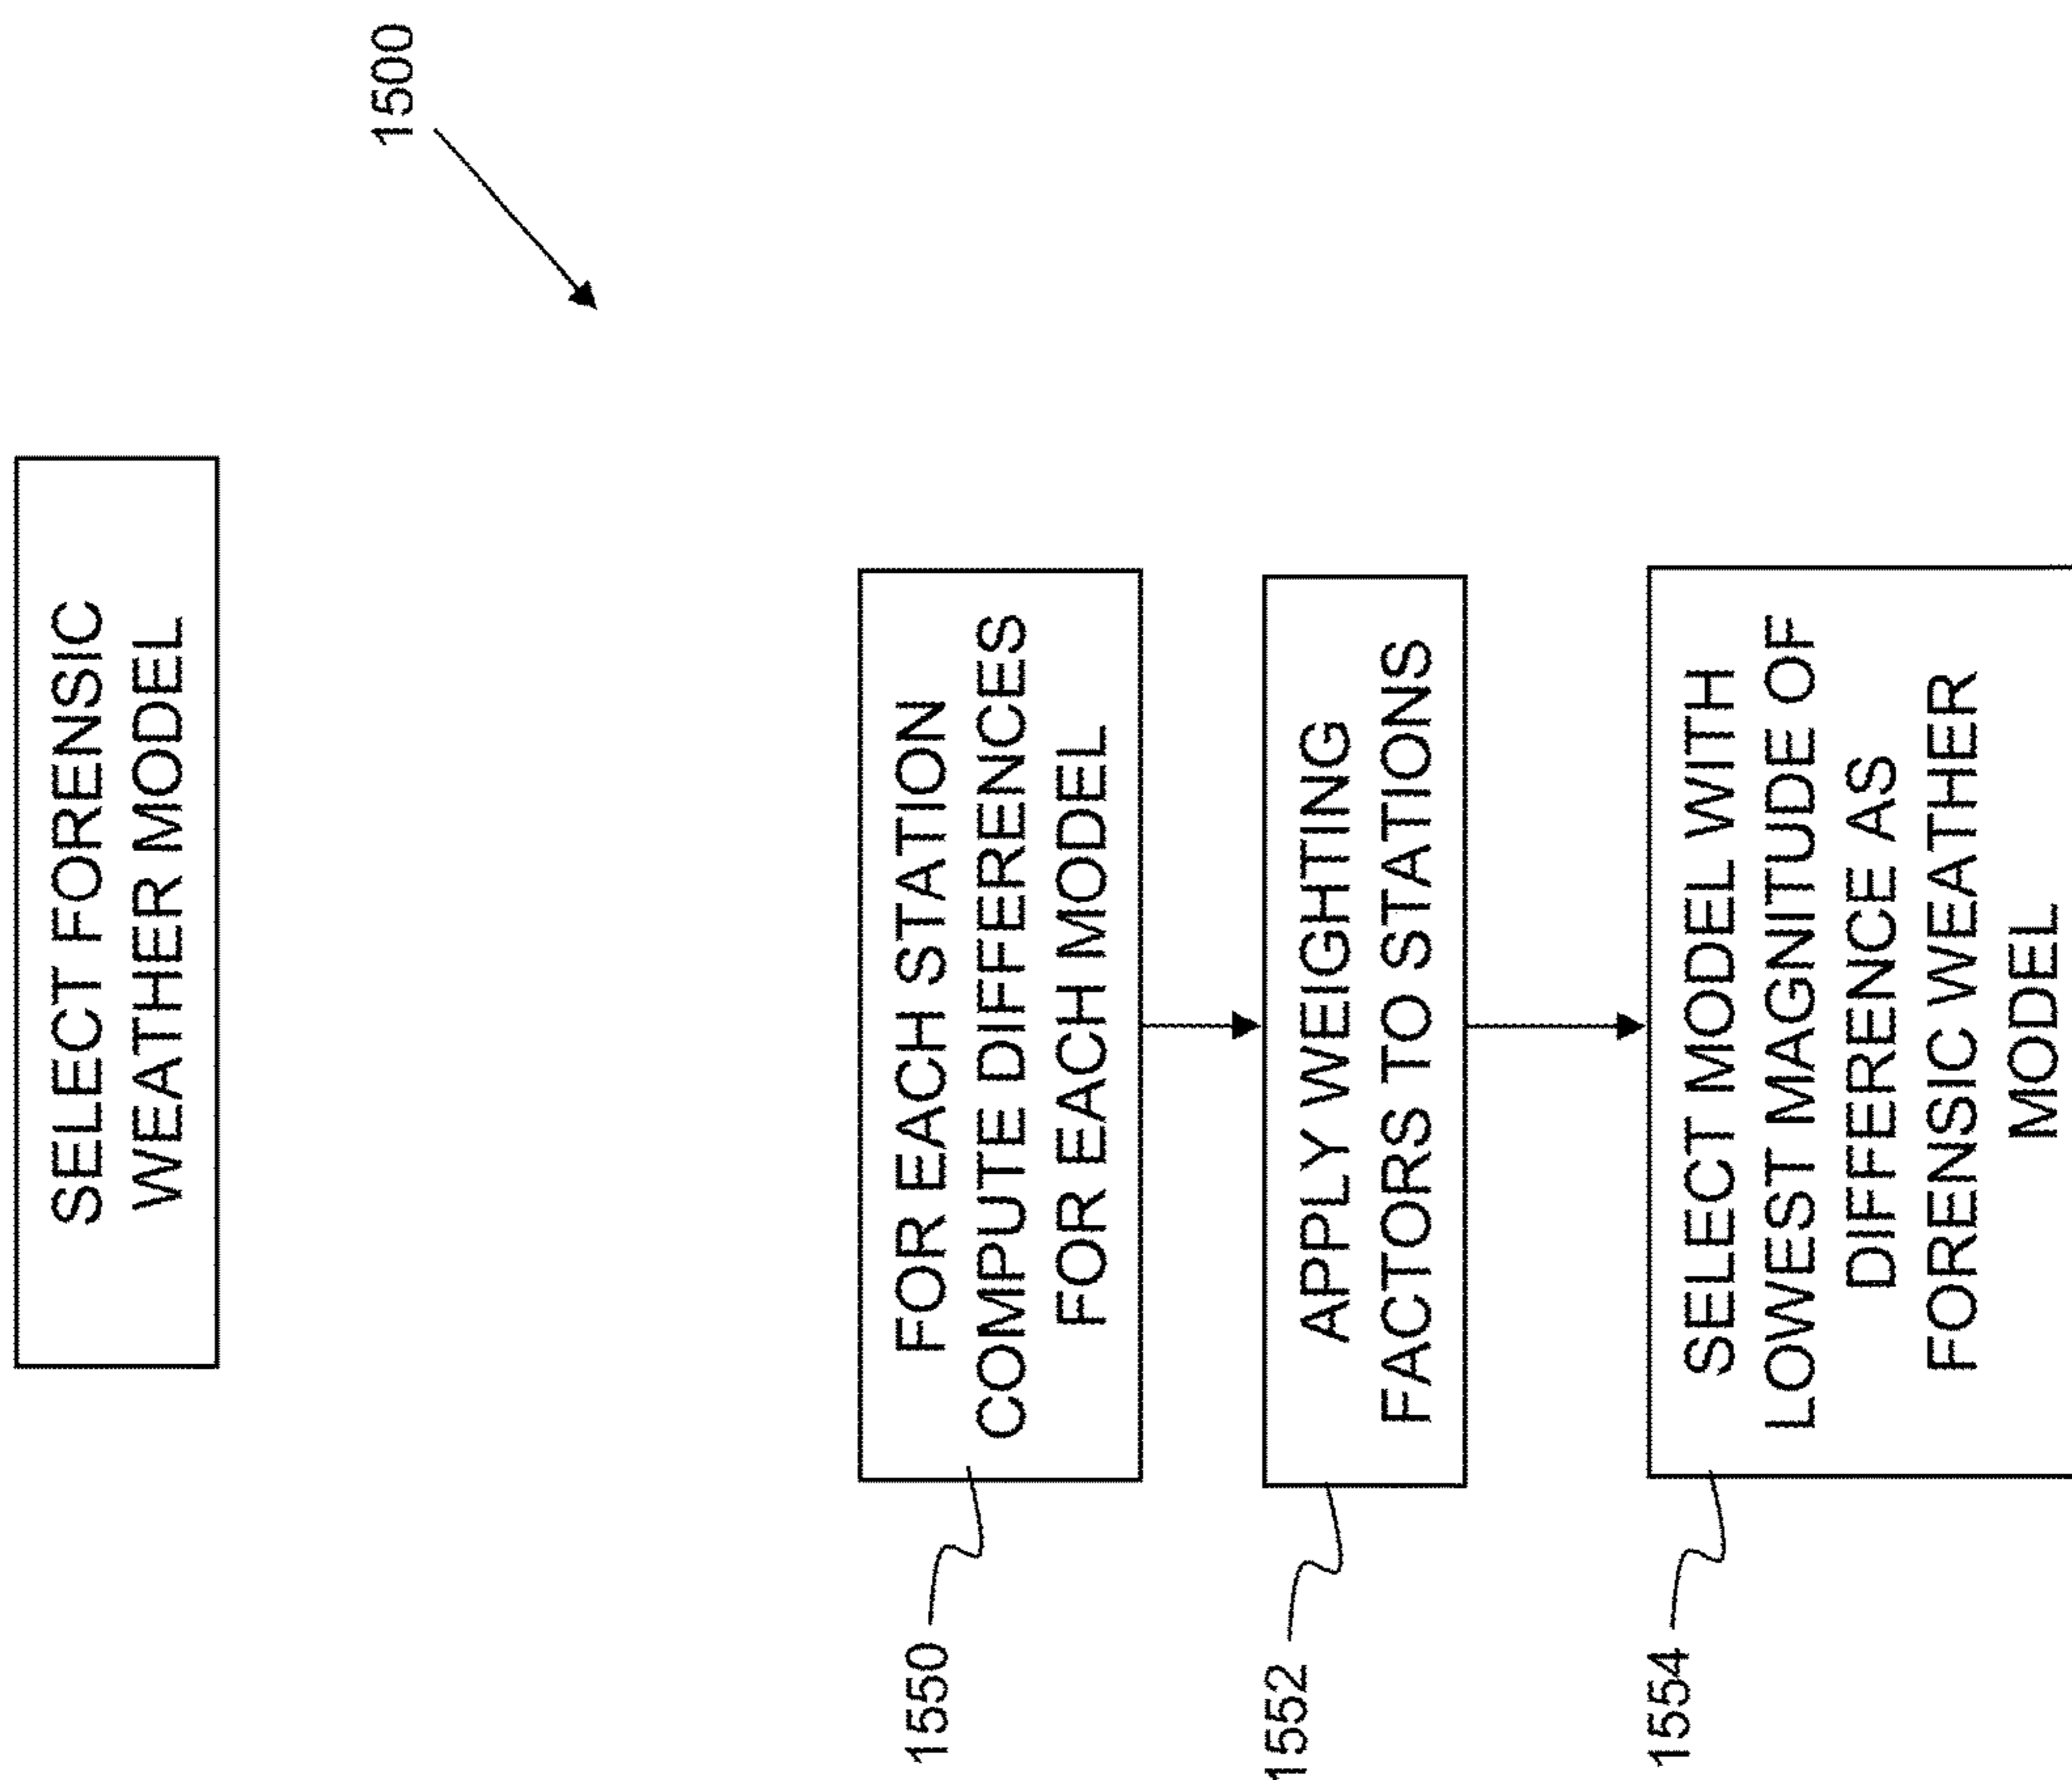 SELECT FORENSIC
WEATHER MODEL
1500
1550
FOR EACH STATION
COMPUTE DIFFERENCES
FOR EACH MODEL
1552
APPLY WEIGHTING
FACTORS TO STATIONS
1554
SELECT MODEL WITH
LOWEST MAGNITUDE OF
DIFFERENCE AS
FORENSIC WEATHER
MODEL